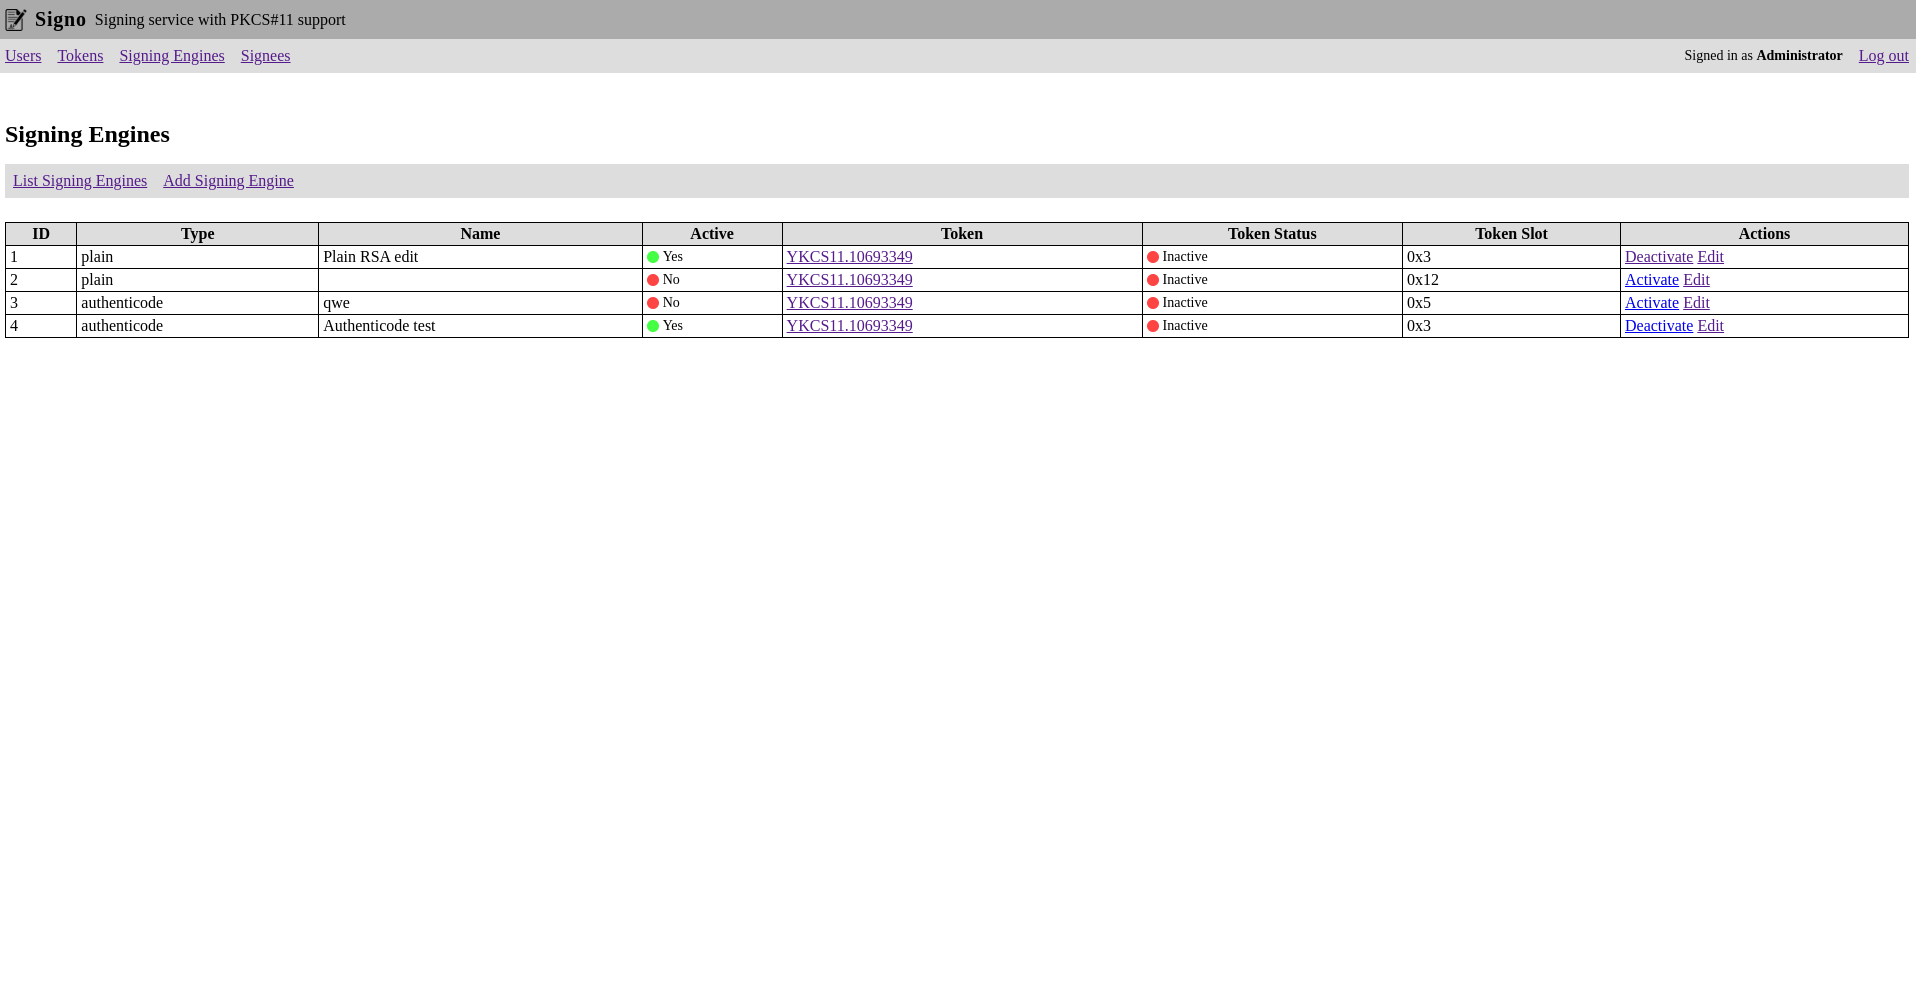 Signo Signing service with PKCS#11 support
Users Tokens Signing Engines Signees Signed in as Administrator Log out
Signing Engines
List Signing Engines Add Signing Engine
ID Type Name Active Token Token Status Token Slot Actions
1 plain Plain RSA edit Yes YKCS11.10693349 Inactive 0x3 Deactivate Edit
2 plain No YKCS11.10693349 Inactive 0x12 Activate Edit
3 authenticode qwe No YKCS11.10693349 Inactive 0x5 Activate Edit
4 authenticode Authenticode test Yes YKCS11.10693349 Inactive 0x3 Deactivate Edit